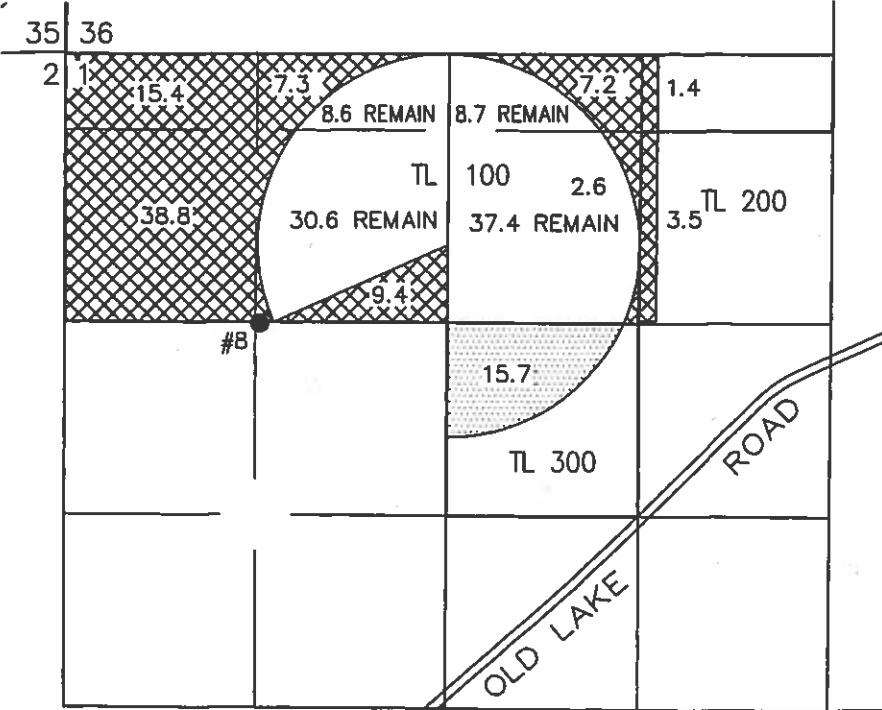 35 36
2 1
15.4
7.3
7.2
1.4
8.6 REMAIN
8.7 REMAIN
TL 100
2.6
TL 200
38.8
30.6 REMAIN
37.4 REMAIN
3.5
9.4
#8
15.7
TL 300
OLD LAKE ROAD